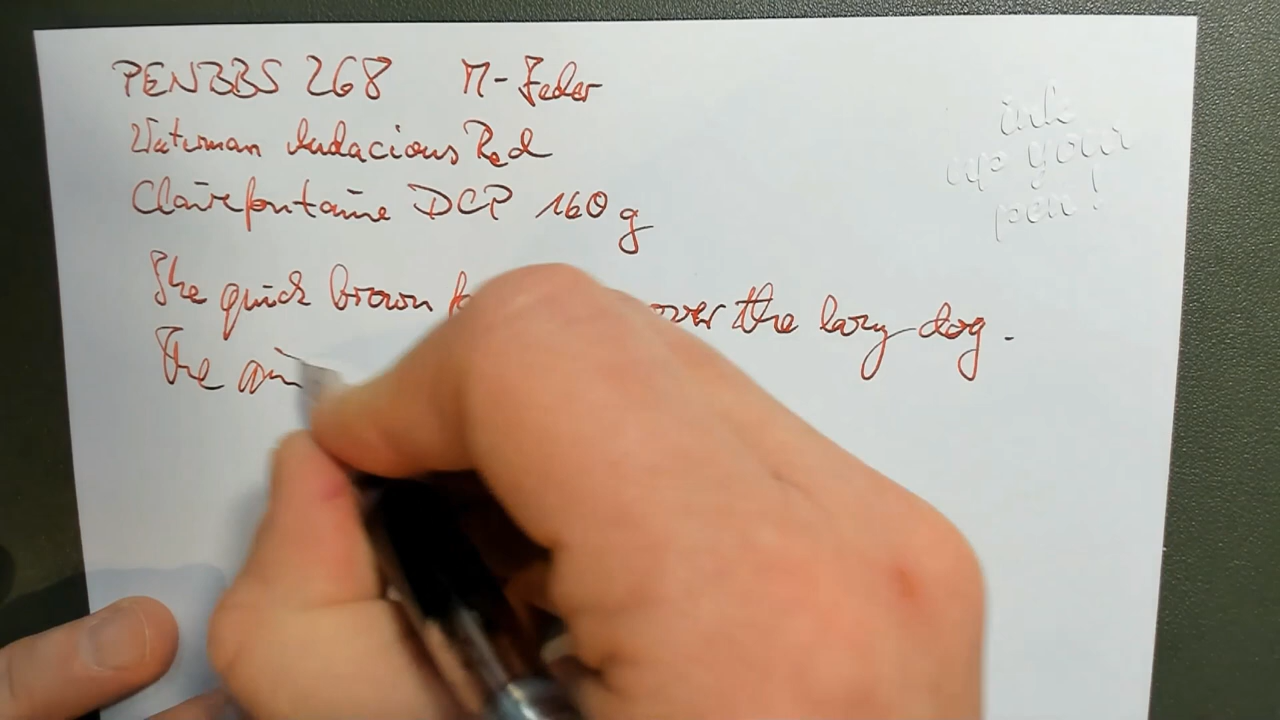 PENBBS 268 M-Feder
Waterman Audacious Red
Clairefontaine DCP 160 g
ink
up your
pen!
The quick brown over the lazy dog.
The